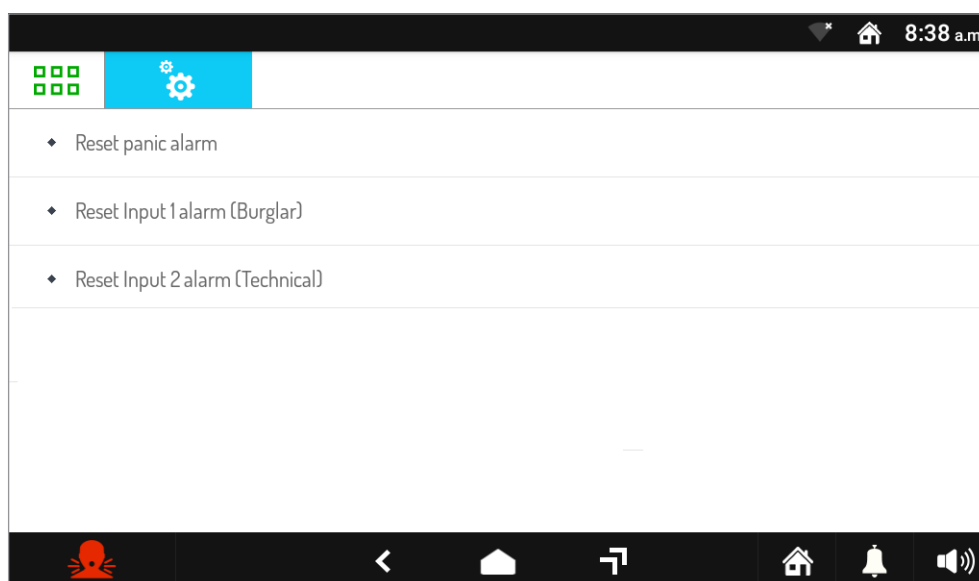 8:38 a.m
Reset panic alarm
Reset Input 1 alarm (Burglar)
Reset Input 2 alarm (Technical)